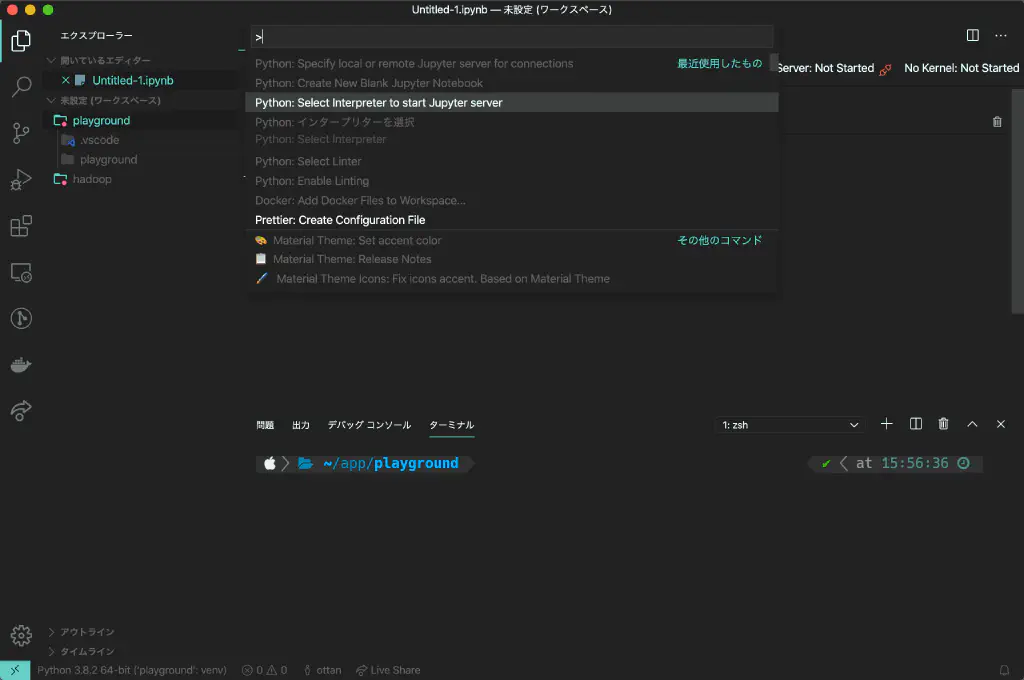 Untitled-1.ipynb — 未設定 (ワークスペース)
エクスプローラー
開いているエディター
Untitled-1.ipynb
未設定 (ワークスペース)
playground
.vscode
playground
hadoop
>
Python: Specify local or remote Jupyter server for connections 最近使用したもの
Python: Create New Blank Jupyter Notebook
Python: Select Interpreter to start Jupyter server
Python: インタープリターを選択
Python: Select Interpreter
Python: Select Linter
Python: Enable Linting
Docker: Add Docker Files to Workspace...
Prettier: Create Configuration File
Material Theme: Set accent color その他のコマンド
Material Theme: Release Notes
Material Theme Icons: Fix icons accent. Based on Material Theme
Server: Not Started No Kernel: Not Started
問題 出力 デバッグ コンソール ターミナル 1: zsh
~/app/playground at 15:56:36
アウトライン
タイムライン
Python 3.8.2 64-bit ('playground': venv) 0 0 ottan Live Share